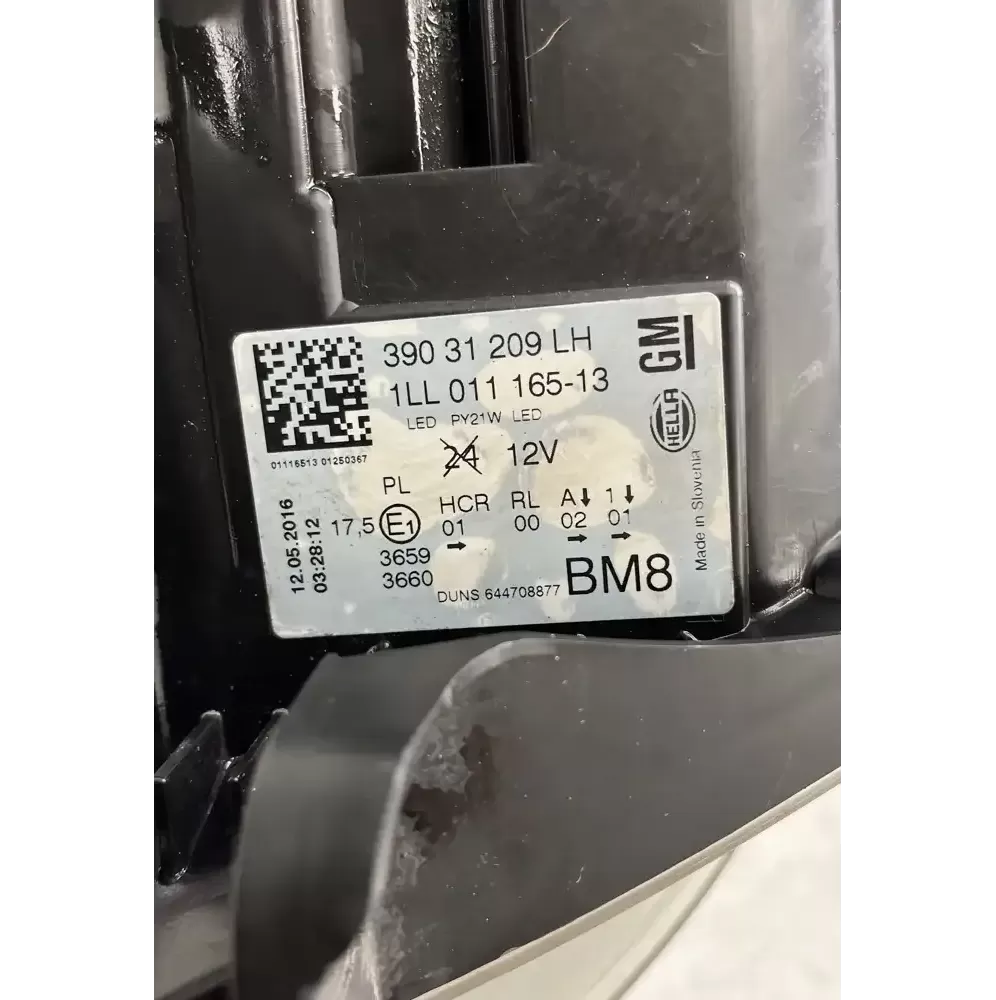 390 31 209 LH
1LL 011 165-13
LED PY21W LED
24 12V
01116513 01250367
12.05.2016
03:28:12
PL HCR RL A↓ 1↓
17,5 E1 01 00 02 01
→ → →
3659
3660
DUNS 644708877
BM8
GM
HELLA
Made in Slovenia